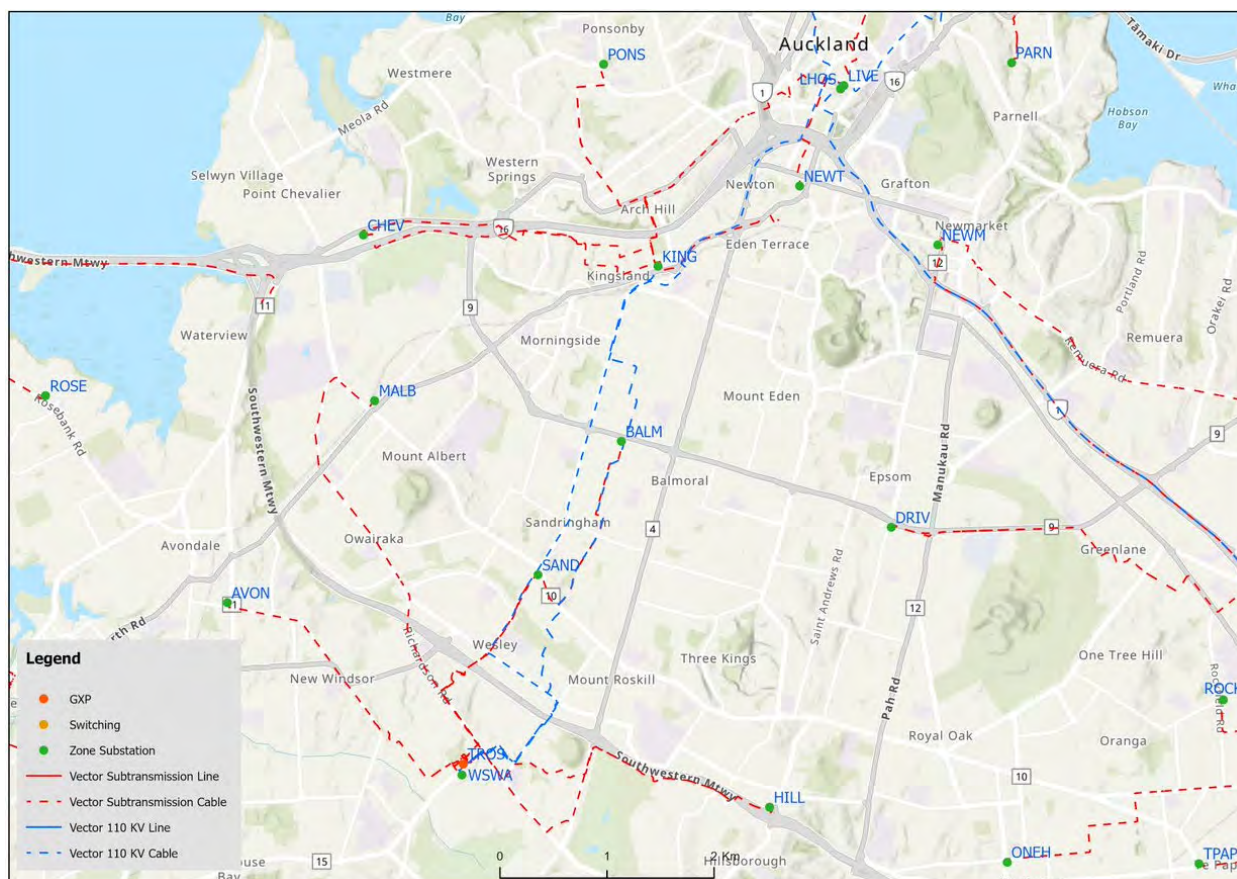 Bay
Ponsonby
Auckland
PONS
Westmere
LHOS
LIVE
PARN
Tāmaki Dr
1
16
Meola Rd
Parnell
Hobson
Bay
Selwyn Village
Point Chevalier
Western
Springs
Newton
NEWT
Grafton
Arch Hill
CHEV
16
Newmarket
NEWM
Eden Terrace
12
KING
Kingsland
Portland Rd
Orakei Rd
11
9
Waterview
Morningside
Remuera
Remuera Rd
ROSE
Rosebank Rd
MALB
Mount Eden
1
Southwestern Mtwy
BALM
Manukau Rd
9
Mount Albert
Epsom
Balmoral
Sandringham
DRIV
4
9
Avondale
Owairaka
Greenlane
SAND
Saint Andrews Rd
10
AVON
12
Richardson Rd
Wesley
Legend
Three Kings
One Tree Hill
New Windsor
Mount Roskill
GXP
Pah Rd
ROCK
Switching
Royal Oak
Oranga
Zone Substation
TROS
WSWA
Southwestern Mtwy
10
Vector Subtransmission Line
Vector Subtransmission Cable
HILL
Vector 110 KV Line
Vector 110 KV Cable
0
1
2 Km
15
Bay
Hillsborough
ONEH
TPAP